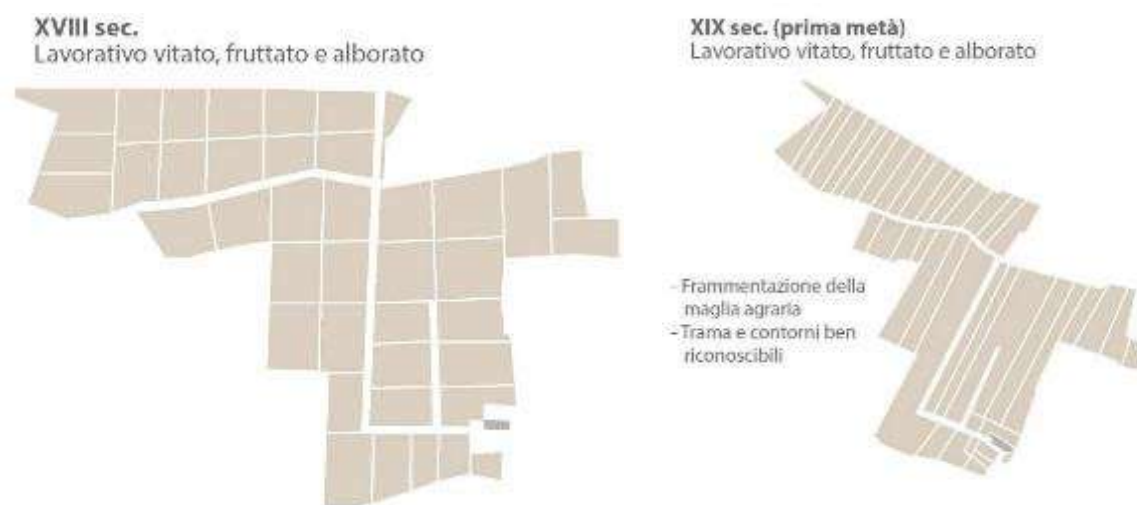 XVIII sec.
Lavorativo vitato, fruttato e alborato
XIX sec. (prima metà)
Lavorativo vitato, fruttato e alborato
- Frammentazione della
maglia agraria
- Trama e contorni ben
riconoscibili